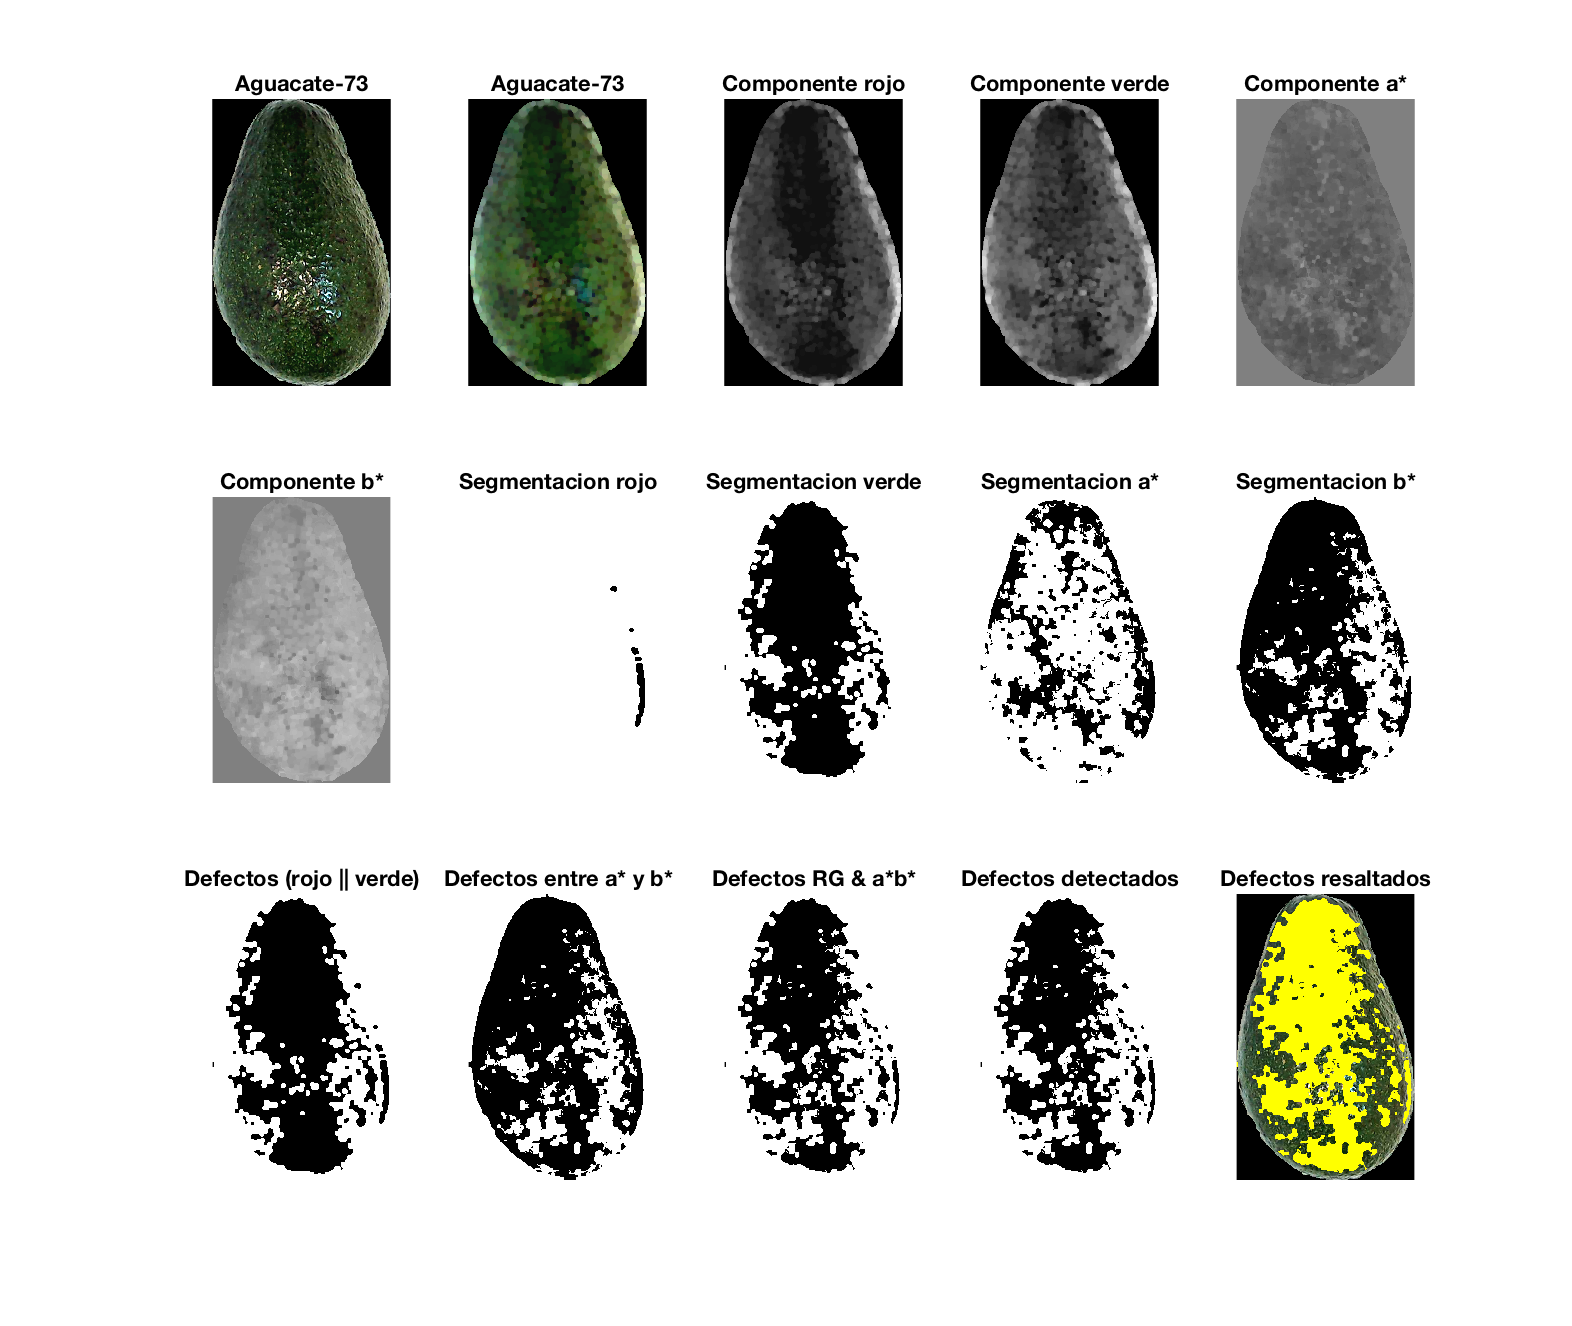 Aguacate-73
Aguacate-73
Componente rojo
Componente verde
Componente a*
Componente b*
Segmentacion rojo
Segmentacion verde
Segmentacion a*
Segmentacion b*
Defectos (rojo || verde)
Defectos entre a* y b*
Defectos RG & a*b*
Defectos detectados
Defectos resaltados